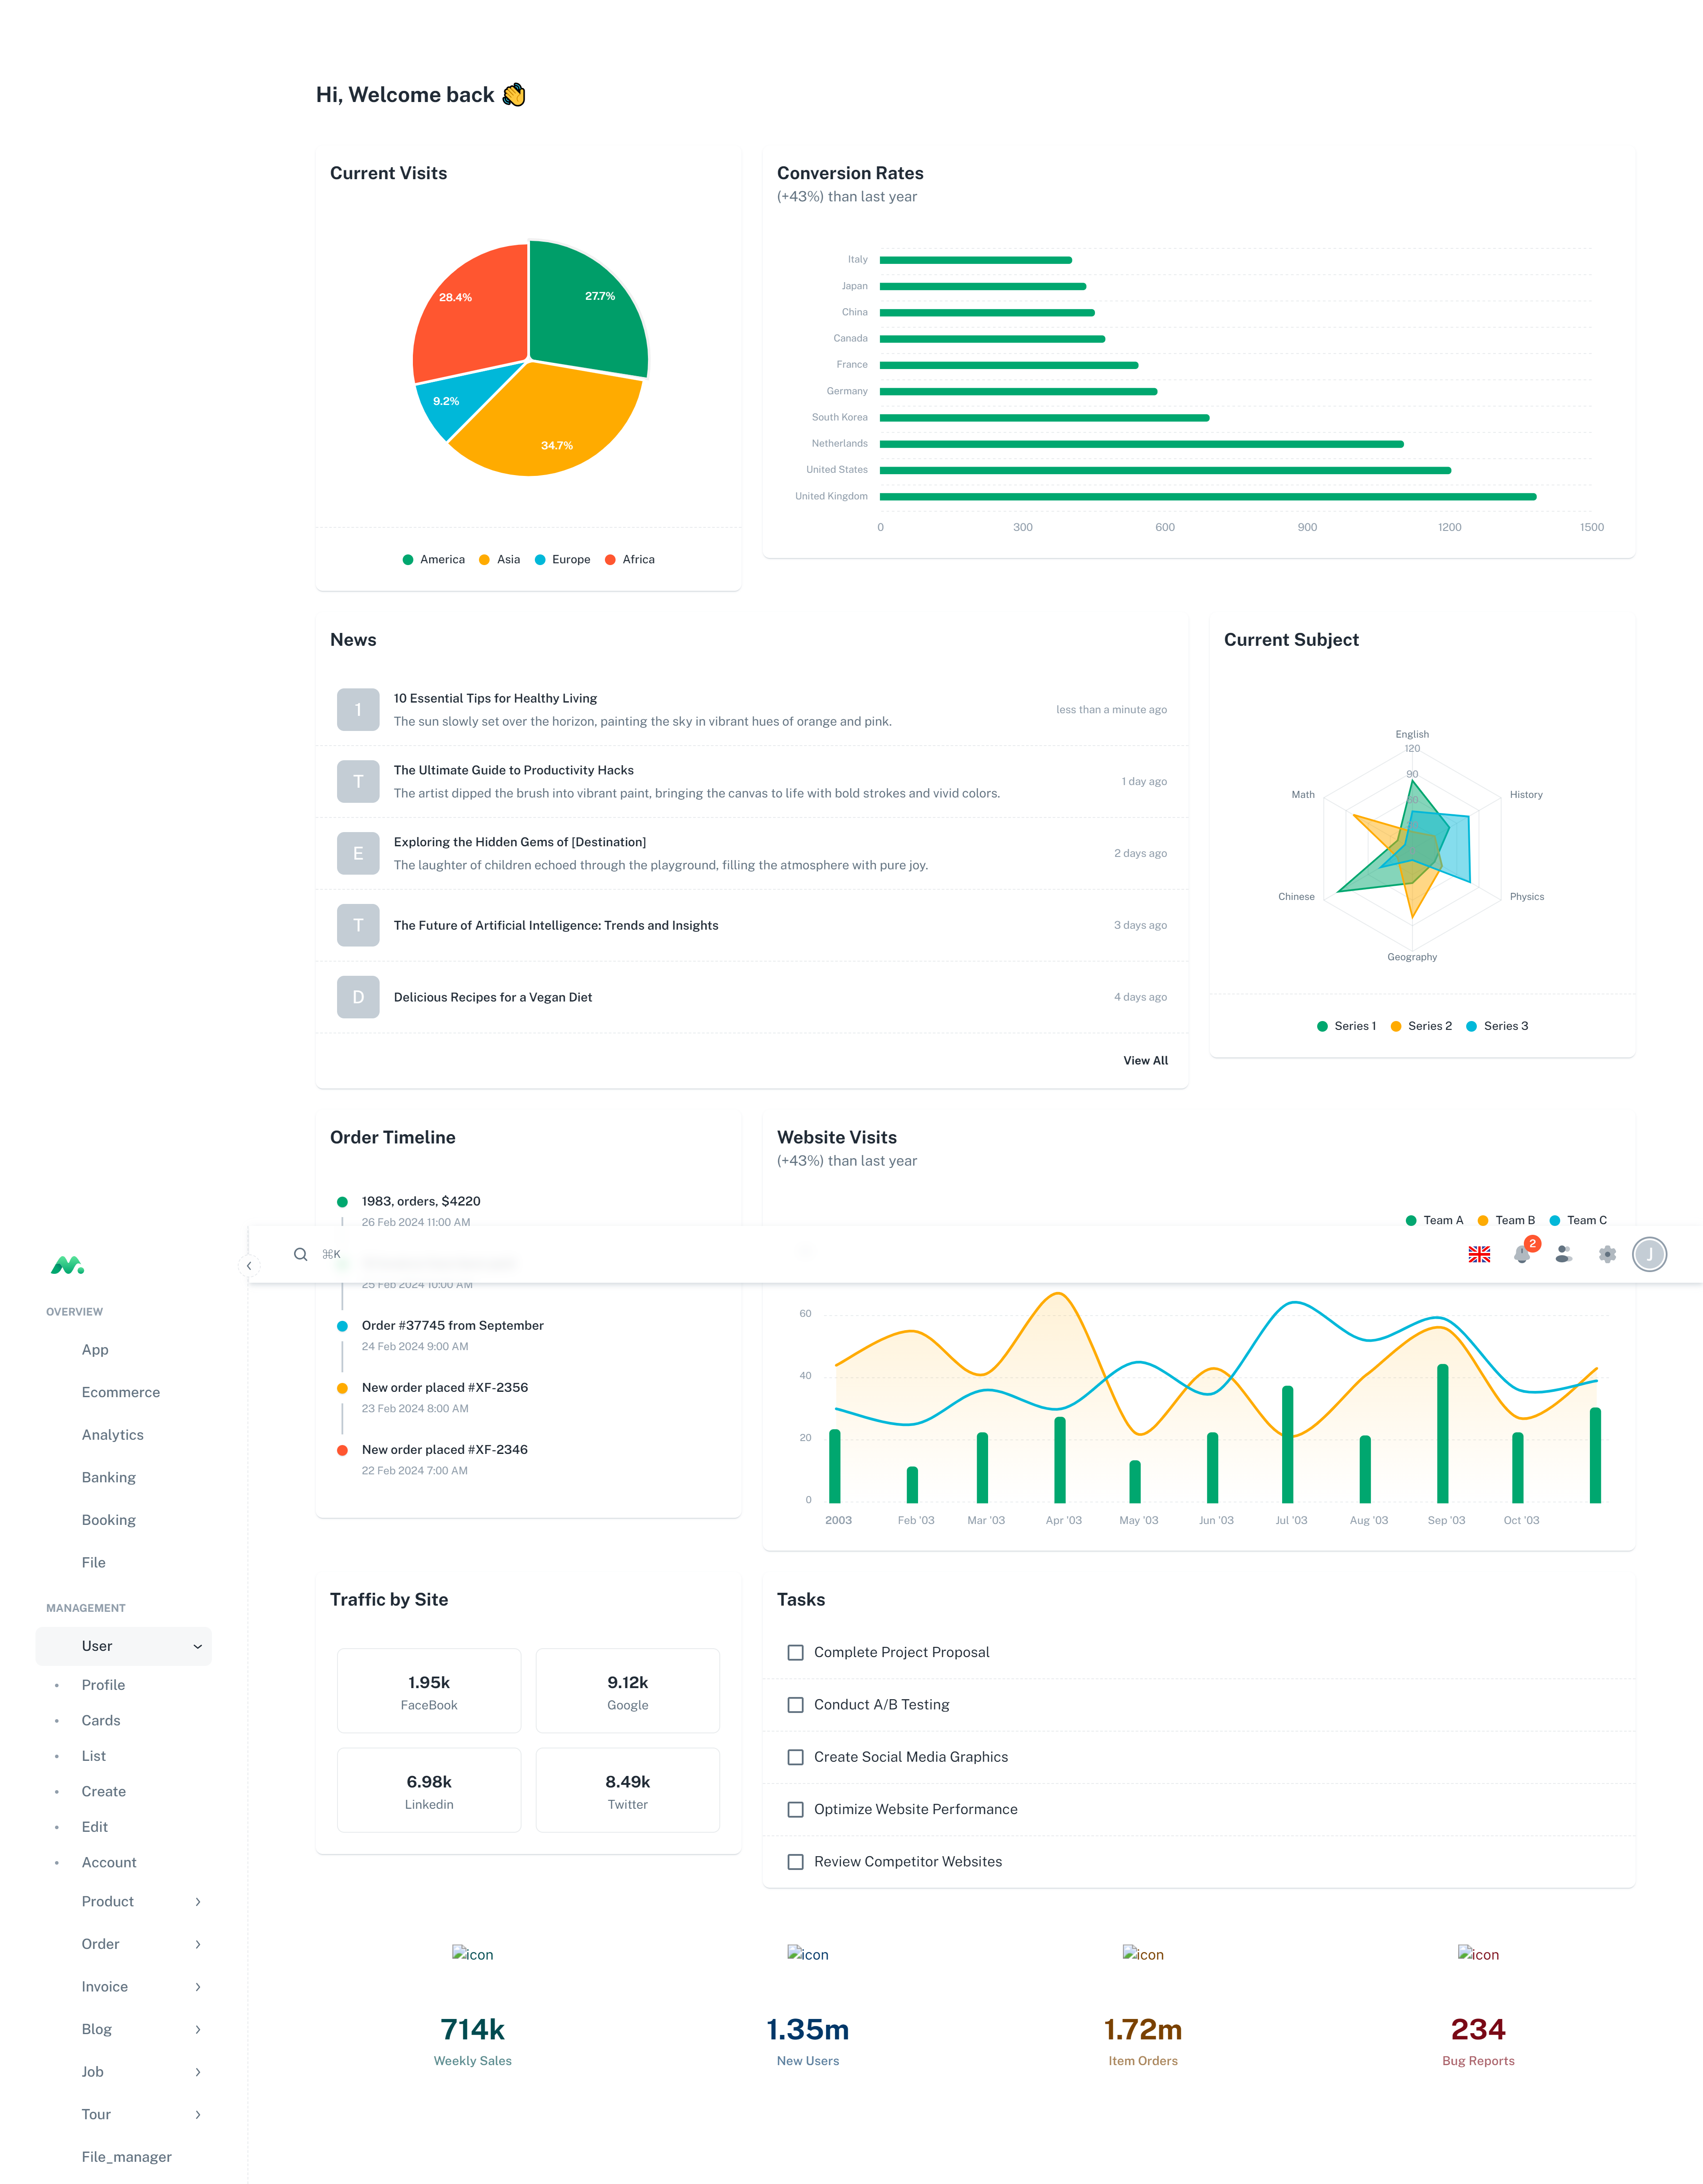 Hi, Welcome back 👋
Current Visits
28.4%
27.7%
9.2%
34.7%
America Asia Europe Africa
Conversion Rates
(+43%) than last year
Italy
Japan
China
Canada
France
Germany
South Korea
Netherlands
United States
United Kingdom
0 300 600 900 1200 1500
News
1
10 Essential Tips for Healthy Living
The sun slowly set over the horizon, painting the sky in vibrant hues of orange and pink.
less than a minute ago
T
The Ultimate Guide to Productivity Hacks
The artist dipped the brush into vibrant paint, bringing the canvas to life with bold strokes and vivid colors.
1 day ago
E
Exploring the Hidden Gems of [Destination]
The laughter of children echoed through the playground, filling the atmosphere with pure joy.
2 days ago
T
The Future of Artificial Intelligence: Trends and Insights
3 days ago
D
Delicious Recipes for a Vegan Diet
4 days ago
View All
Current Subject
English
120
90
Math
History
Chinese
Physics
Geography
Series 1 Series 2 Series 3
Order Timeline
1983, orders, $4220
26 Feb 2024 11:00 AM
25 Feb 2024 10:00 AM
Order #37745 from September
24 Feb 2024 9:00 AM
New order placed #XF-2356
23 Feb 2024 8:00 AM
New order placed #XF-2346
22 Feb 2024 7:00 AM
Website Visits
(+43%) than last year
Team A Team B Team C
⌘K
2
J
60
40
20
0
2003 Feb '03 Mar '03 Apr '03 May '03 Jun '03 Jul '03 Aug '03 Sep '03 Oct '03
OVERVIEW
App
Ecommerce
Analytics
Banking
Booking
File
MANAGEMENT
User
Profile
Cards
List
Create
Edit
Account
Product
Order
Invoice
Blog
Job
Tour
File_manager
Traffic by Site
1.95k
FaceBook
9.12k
Google
6.98k
Linkedin
8.49k
Twitter
Tasks
Complete Project Proposal
Conduct A/B Testing
Create Social Media Graphics
Optimize Website Performance
Review Competitor Websites
icon
714k
Weekly Sales
icon
1.35m
New Users
icon
1.72m
Item Orders
icon
234
Bug Reports